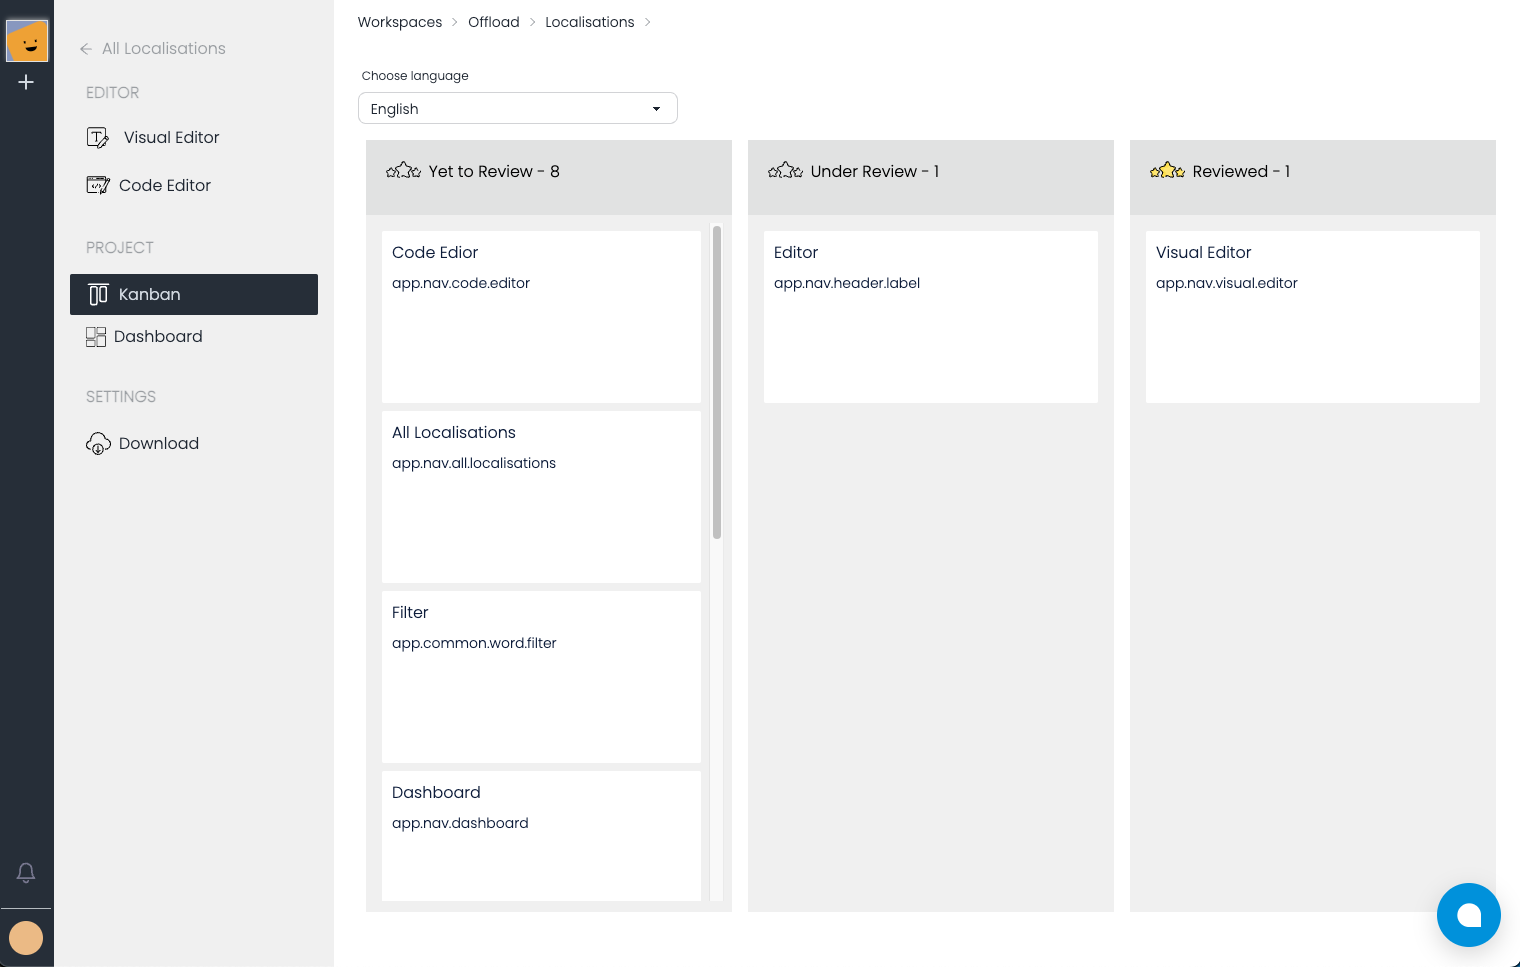 Workspaces > Offload > Localisations >
All Localisations
EDITOR
Visual Editor
Code Editor
PROJECT
Kanban
Dashboard
SETTINGS
Download
Choose language
English
Yet to Review - 8
Code Edior
app.nav.code.editor
All Localisations
app.nav.all.localisations
Filter
app.common.word.filter
Dashboard
app.nav.dashboard
Under Review - 1
Editor
app.nav.header.label
Reviewed - 1
Visual Editor
app.nav.visual.editor